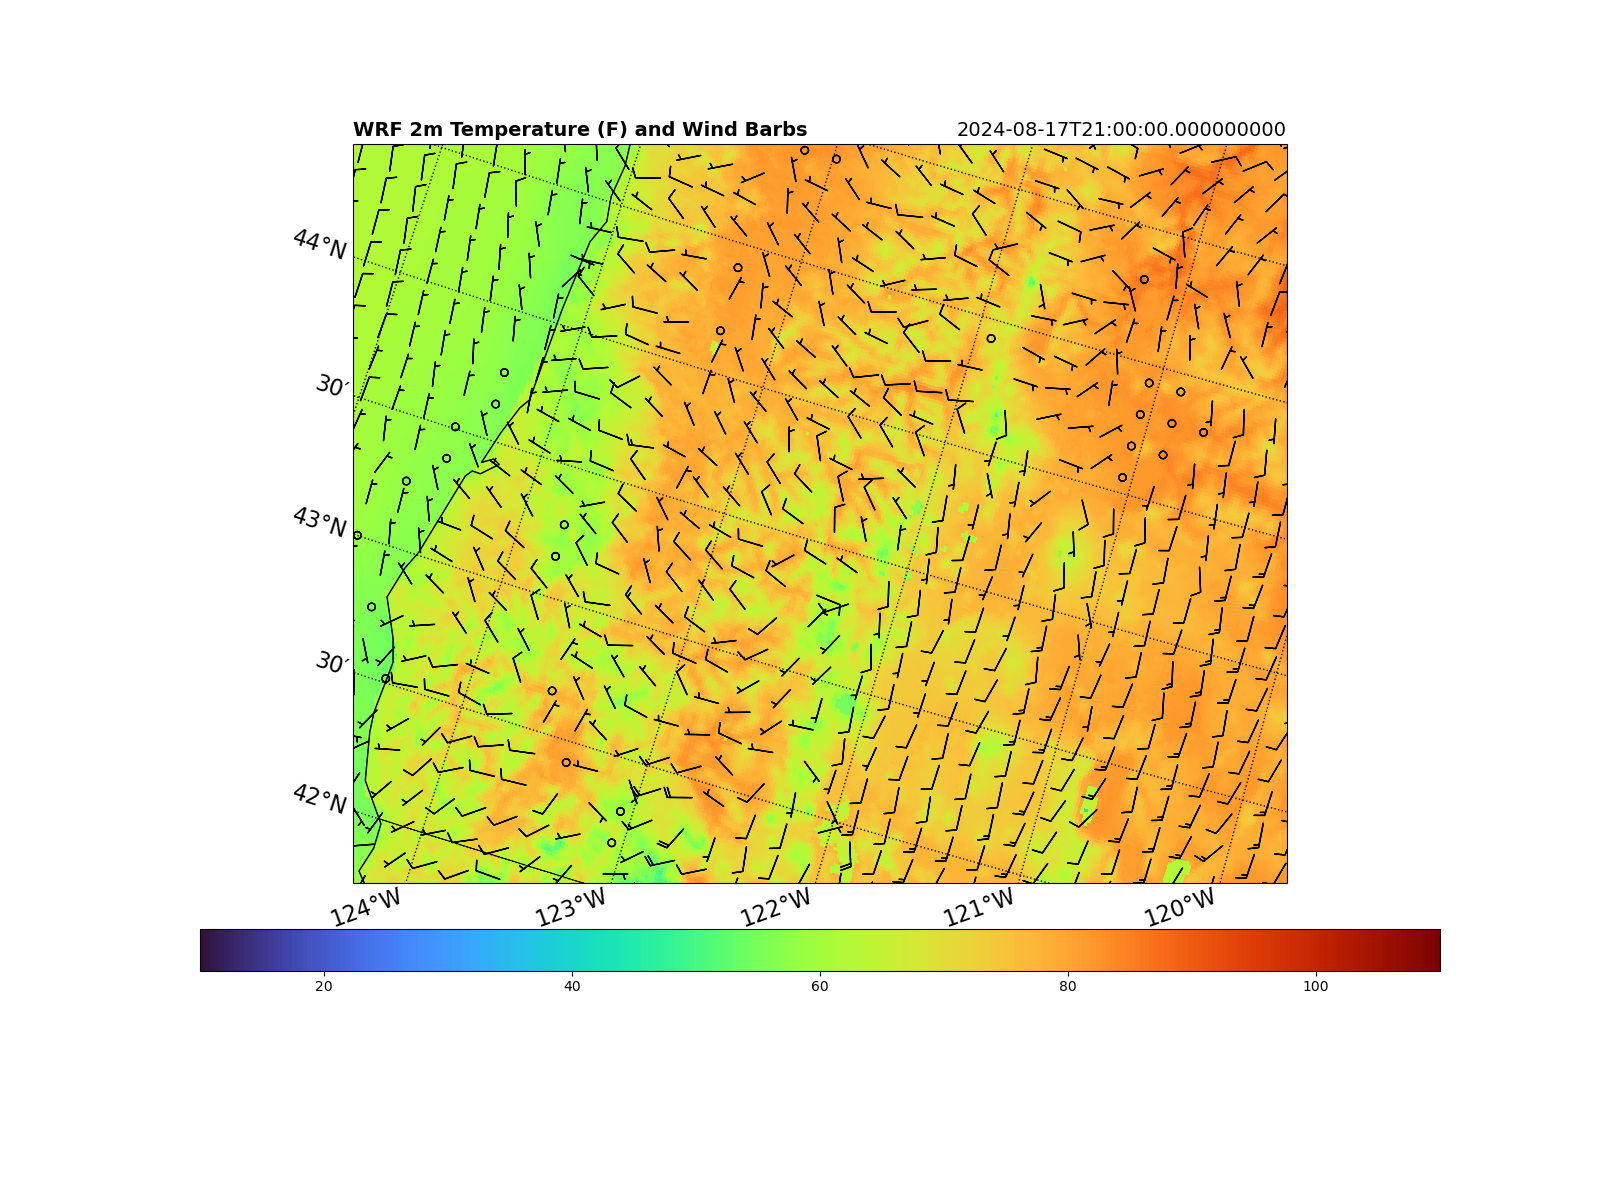 WRF 2m Temperature (F) and Wind Barbs
2024-08-17T21:00:00.000000000
44°N
30′
43°N
30′
42°N
124°W
123°W
122°W
121°W
120°W
20
40
60
80
100